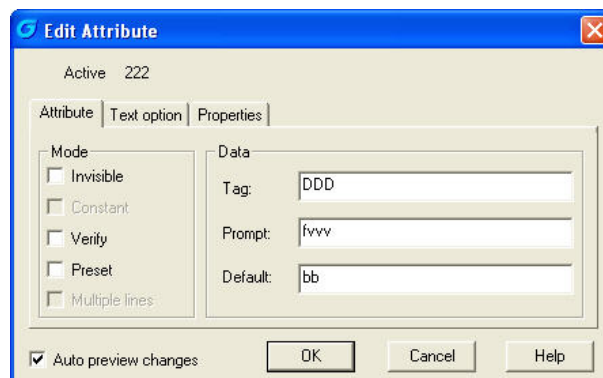 Edit Attribute
Active 222
Attribute Text option Properties
Mode
Invisible
Constant
Verify
Preset
Multiple lines
Data
Tag: DDD
Prompt: fvvv
Default: bb
Auto preview changes OK Cancel Help